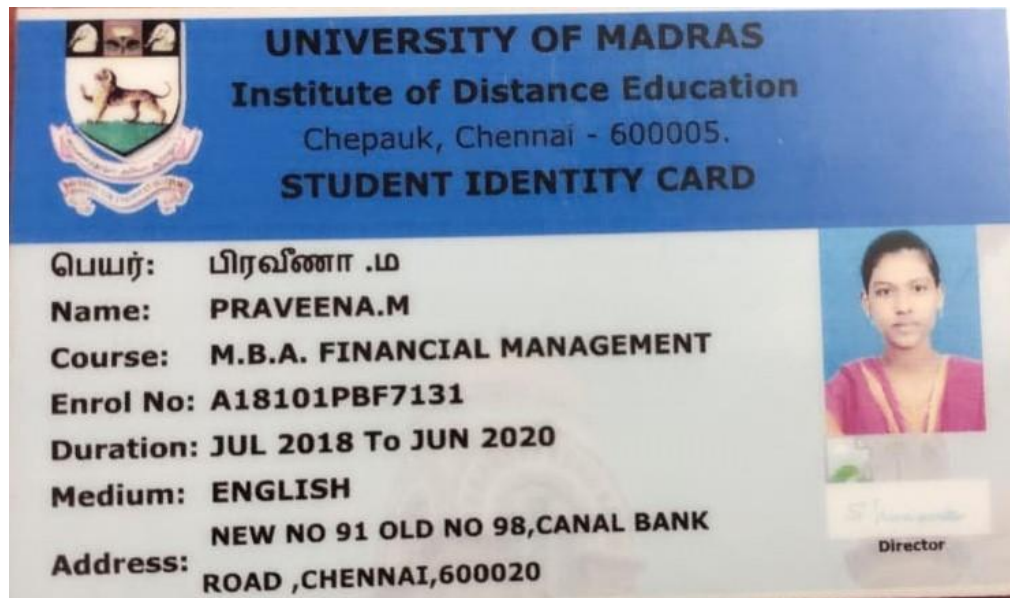 UNIVERSITY OF MADRAS
Institute of Distance Education
Chepauk, Chennai - 600005.
STUDENT IDENTITY CARD
பெயர்: பிரவீணா .ம
Name: PRAVEENA.M
Course: M.B.A. FINANCIAL MANAGEMENT
Enrol No: A18101PBF7131
Duration: JUL 2018 To JUN 2020
Medium: ENGLISH
Address: NEW NO 91 OLD NO 98,CANAL BANK
ROAD ,CHENNAI,600020
Director